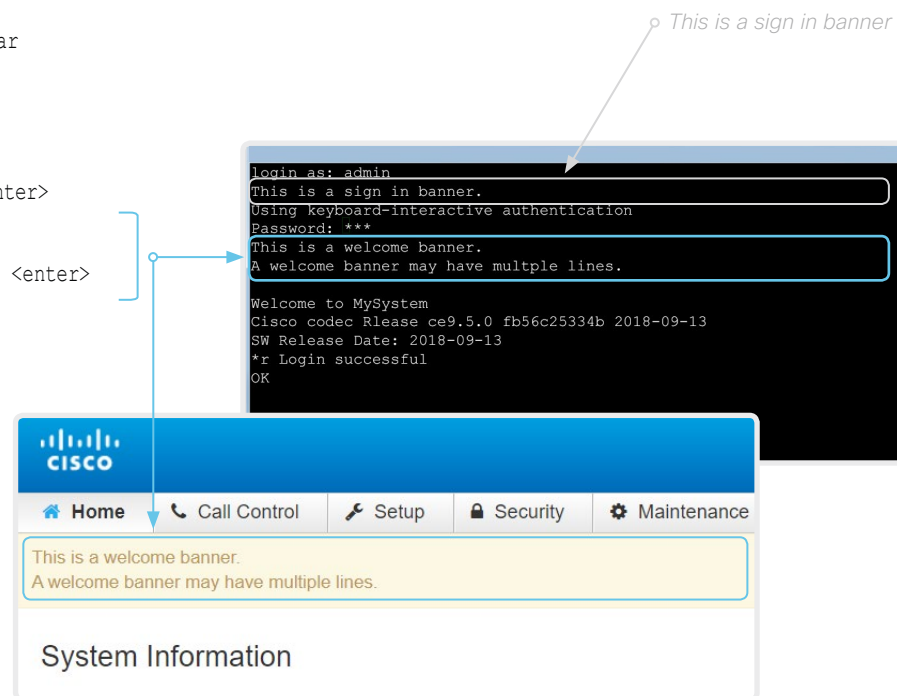 This is a sign in banner
ar
nter>
<enter>
login as: admin
This is a sign in banner.
Using keyboard-interactive authentication
Password: ***
This is a welcome banner.
A welcome banner may have multple lines.
Welcome to MySystem
Cisco codec Rlease ce9.5.0 fb56c25334b 2018-09-13
SW Release Date: 2018-09-13
*r Login successful
OK
CISCO
Home Call Control Setup Security Maintenance
This is a welcome banner.
A welcome banner may have multiple lines.
System Information